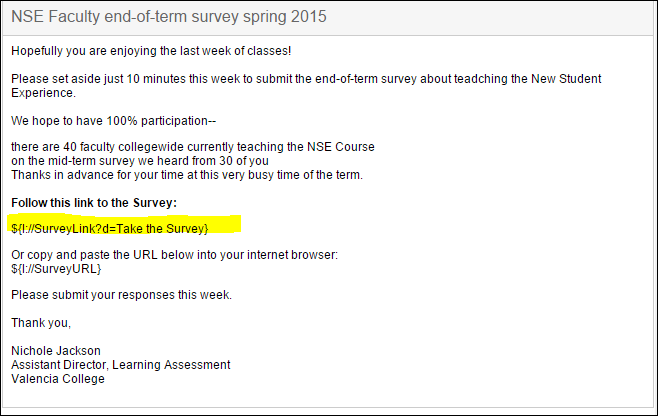 NSE Faculty end-of-term survey spring 2015
Hopefully you are enjoying the last week of classes!
Please set aside just 10 minutes this week to submit the end-of-term survey about teadching the New Student
Experience.
We hope to have 100% participation--
there are 40 faculty collegewide currently teaching the NSE Course
on the mid-term survey we heard from 30 of you
Thanks in advance for your time at this very busy time of the term.
Follow this link to the Survey:
${l://SurveyLink?d=Take the Survey}
Or copy and paste the URL below into your internet browser:
${l://SurveyURL}
Please submit your responses this week.
Thank you,
Nichole Jackson
Assistant Director, Learning Assessment
Valencia College